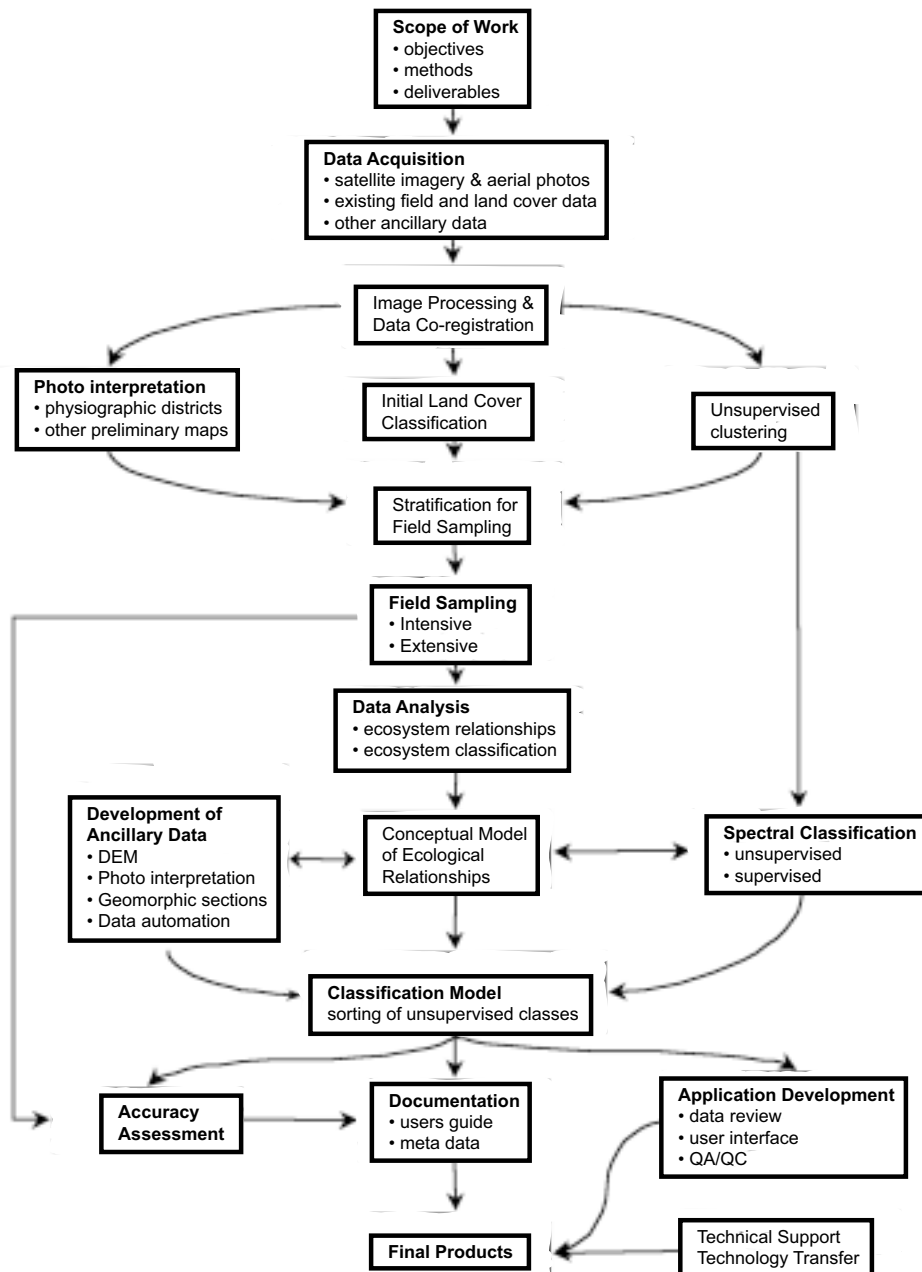 Scope of Work
• objectives
• methods
• deliverables
Data Acquisition
• satellite imagery & aerial photos
• existing field and land cover data
• other ancillary data
Image Processing &
Data Co-registration
Photo interpretation
• physiographic districts
• other preliminary maps
Initial Land Cover
Classification
Unsupervised
clustering
Stratification for
Field Sampling
Field Sampling
• Intensive
• Extensive
Data Analysis
• ecosystem relationships
• ecosystem classification
Development of
Ancillary Data
• DEM
• Photo interpretation
• Geomorphic sections
• Data automation
Conceptual Model
of Ecological
Relationships
Spectral Classification
• unsupervised
• supervised
Classification Model
sorting of unsupervised classes
Accuracy
Assessment
Documentation
• users guide
• meta data
Application Development
• data review
• user interface
• QA/QC
Final Products
Technical Support
Technology Transfer